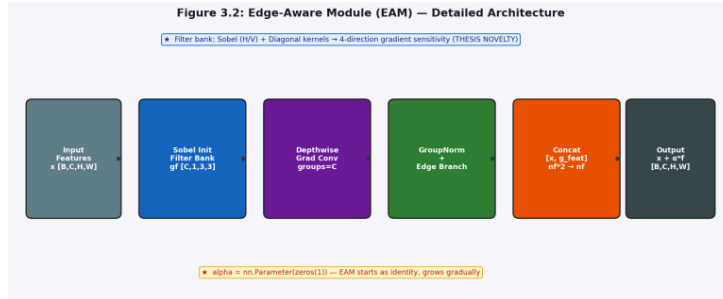 Figure 3.2: Edge-Aware Module (EAM) — Detailed Architecture
★ Filter bank: Sobel (H/V) + Diagonal kernels → 4-direction gradient sensitivity (THESIS NOVELTY)
Input
Features
x [B,C,H,W]
Sobel Init
Filter Bank
gf [C,1,3,3]
Depthwise
Grad Conv
groups=C
GroupNorm
+
Edge Branch
Concat
[x, g_feat]
nf*2 → nf
Output
x + α*f
[B,C,H,W]
★ alpha = nn.Parameter(zeros(1)) — EAM starts as identity, grows gradually